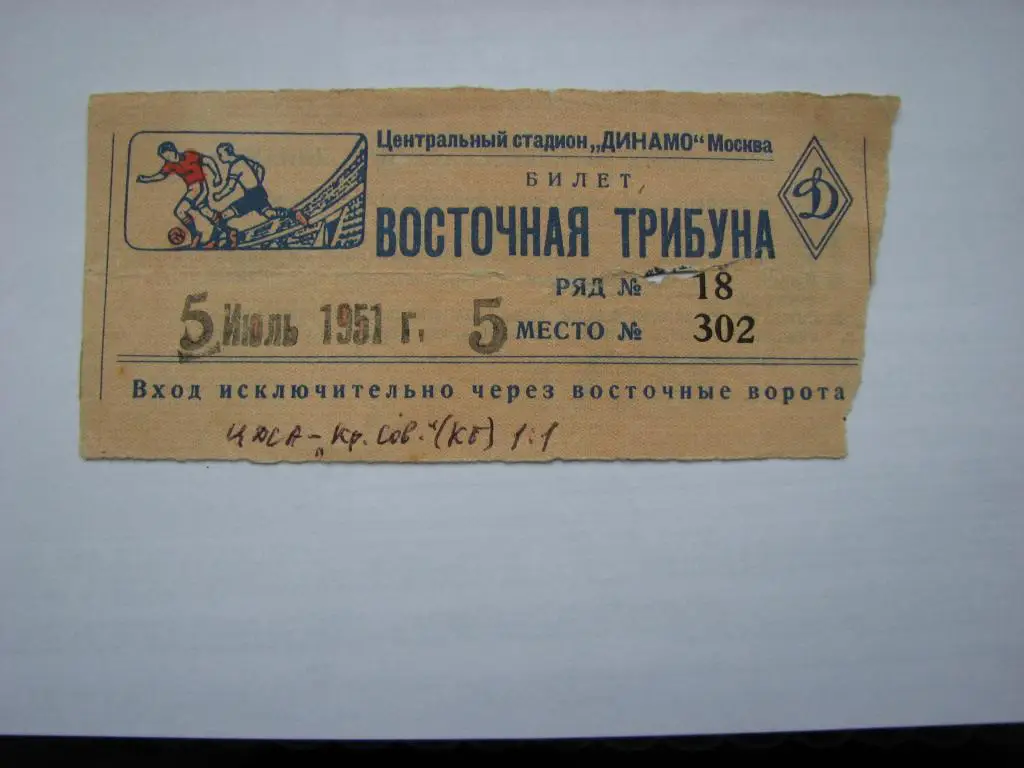 Центральный стадион „ДИНАМО“ Москва
БИЛЕТ
Д
ВОСТОЧНАЯ ТРИБУНА
РЯД № 18
5 Июль 1951 г. 5 МЕСТО № 302
Вход исключительно через восточные ворота
ЦДСА - „Кр. Сов.“ (КБ) 1:1